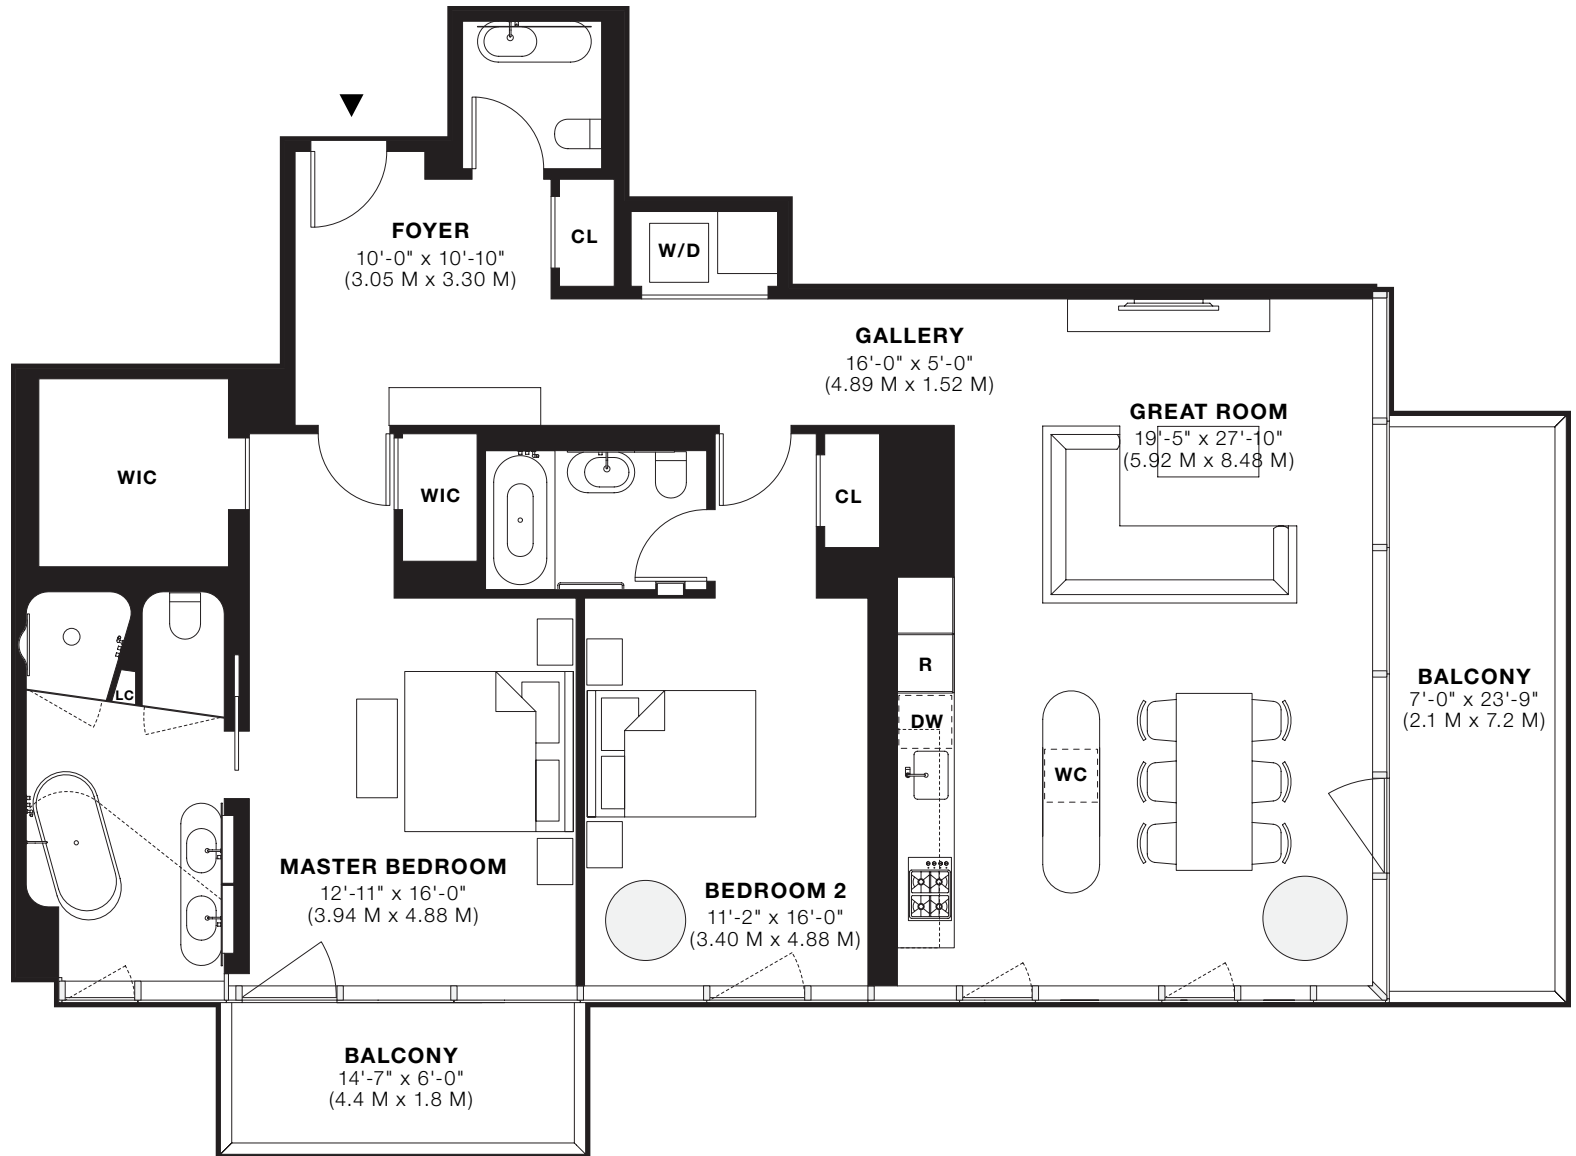 FOYER
10'-0" x 10'-10"
(3.05 M x 3.30 M)
CL
W/D
GALLERY
16'-0" x 5'-0"
(4.89 M x 1.52 M)
GREAT ROOM
19'-5" x 27'-10"
(5.92 M x 8.48 M)
WIC
WIC
CL
R
LC
DW
WC
BALCONY
7'-0" x 23'-9"
(2.1 M x 7.2 M)
MASTER BEDROOM
12'-11" x 16'-0"
(3.94 M x 4.88 M)
BEDROOM 2
11'-2" x 16'-0"
(3.40 M x 4.88 M)
BALCONY
14'-7" x 6'-0"
(4.4 M x 1.8 M)